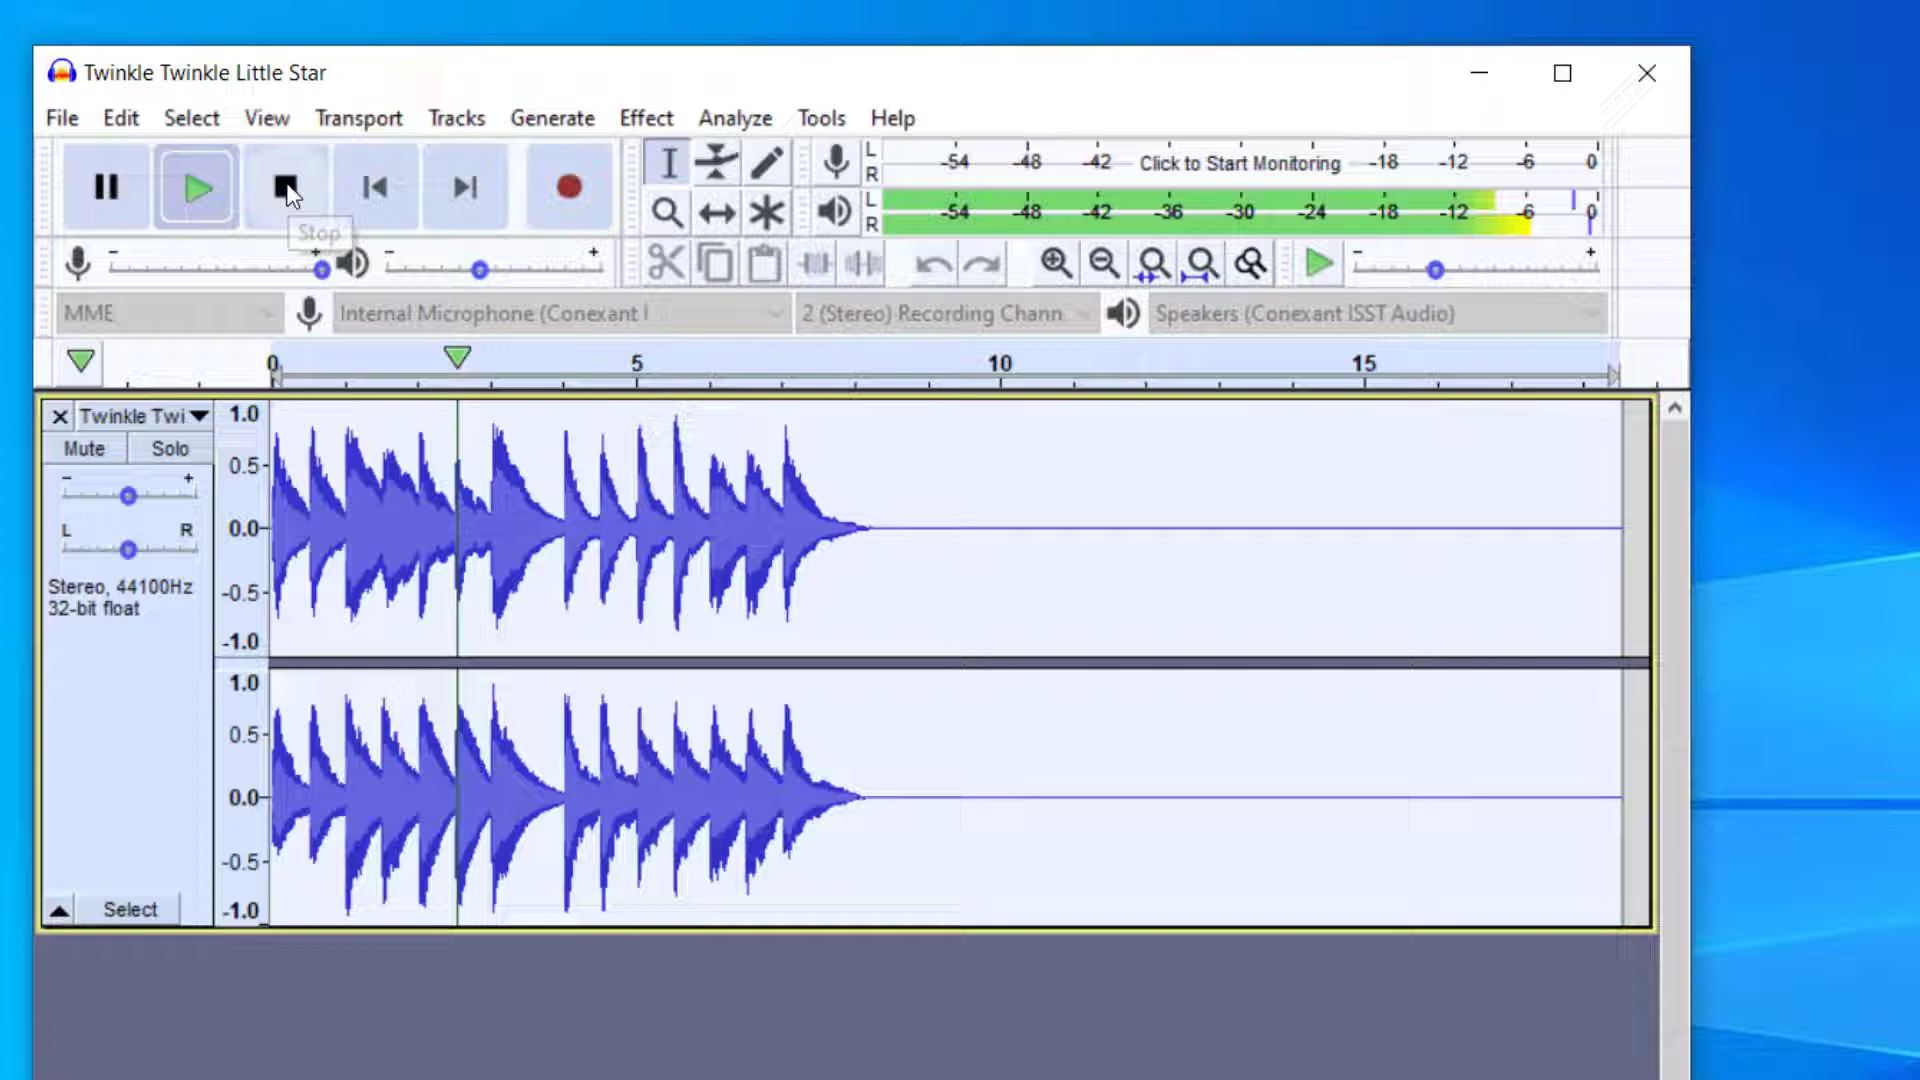 Twinkle Twinkle Little Star
File Edit Select View Transport Tracks Generate Effect Analyze Tools Help
L
R
-54 -48 -42 Click to Start Monitoring -18 -12 -6 0
L
R
-54 -48 -42 -36 -30 -24 -18 -12 -6 0
Stop
- + - + - +
MME Internal Microphone (Conexant I 2 (Stereo) Recording Chann Speakers (Conexant ISST Audio)
0 5 10 15
Twinkle Twi
Mute Solo
- +
L R
Stereo, 44100Hz
32-bit float
Select
1.0
0.5
0.0
-0.5
-1.0
1.0
0.5
0.0
-0.5
-1.0